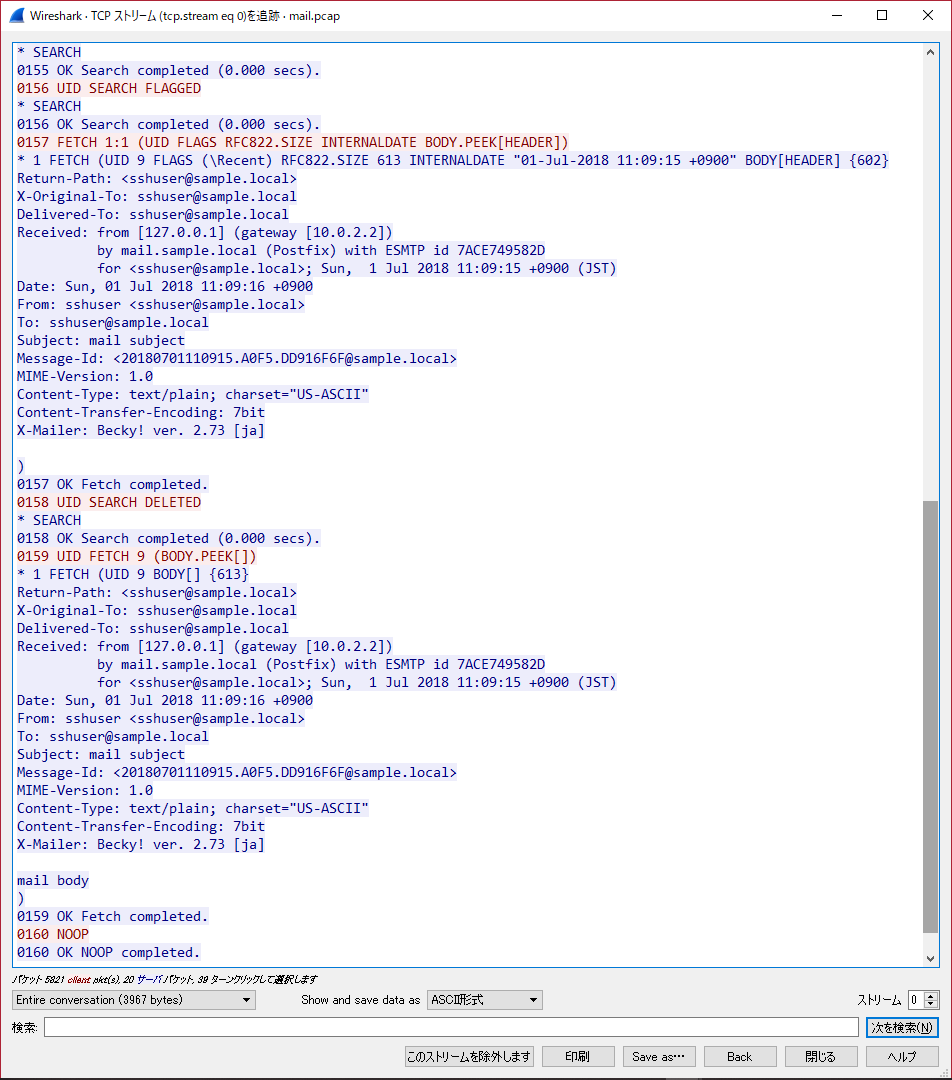 Wireshark · TCP ストリーム (tcp.stream eq 0)を追跡 · mail.pcap
* SEARCH
0155 OK Search completed (0.000 secs).
0156 UID SEARCH FLAGGED
* SEARCH
0156 OK Search completed (0.000 secs).
0157 FETCH 1:1 (UID FLAGS RFC822.SIZE INTERNALDATE BODY.PEEK[HEADER])
* 1 FETCH (UID 9 FLAGS (\Recent) RFC822.SIZE 613 INTERNALDATE "01-Jul-2018 11:09:15 +0900" BODY[HEADER] {602}
Return-Path: <sshuser@sample.local>
X-Original-To: sshuser@sample.local
Delivered-To: sshuser@sample.local
Received: from [127.0.0.1] (gateway [10.0.2.2])
by mail.sample.local (Postfix) with ESMTP id 7ACE749582D
for <sshuser@sample.local>; Sun,  1 Jul 2018 11:09:15 +0900 (JST)
Date: Sun, 01 Jul 2018 11:09:16 +0900
From: sshuser <sshuser@sample.local>
To: sshuser@sample.local
Subject: mail subject
Message-Id: <20180701110915.A0F5.DD916F6F@sample.local>
MIME-Version: 1.0
Content-Type: text/plain; charset="US-ASCII"
Content-Transfer-Encoding: 7bit
X-Mailer: Becky! ver. 2.73 [ja]
)
0157 OK Fetch completed.
0158 UID SEARCH DELETED
* SEARCH
0158 OK Search completed (0.000 secs).
0159 UID FETCH 9 (BODY.PEEK[])
* 1 FETCH (UID 9 BODY[] {613}
Return-Path: <sshuser@sample.local>
X-Original-To: sshuser@sample.local
Delivered-To: sshuser@sample.local
Received: from [127.0.0.1] (gateway [10.0.2.2])
by mail.sample.local (Postfix) with ESMTP id 7ACE749582D
for <sshuser@sample.local>; Sun,  1 Jul 2018 11:09:15 +0900 (JST)
Date: Sun, 01 Jul 2018 11:09:16 +0900
From: sshuser <sshuser@sample.local>
To: sshuser@sample.local
Subject: mail subject
Message-Id: <20180701110915.A0F5.DD916F6F@sample.local>
MIME-Version: 1.0
Content-Type: text/plain; charset="US-ASCII"
Content-Transfer-Encoding: 7bit
X-Mailer: Becky! ver. 2.73 [ja]
mail body
)
0159 OK Fetch completed.
0160 NOOP
0160 OK NOOP completed.
パケット 5821 client pkt(s), 20 サーバ パケット, 39 ターンクリックして選択します
Entire conversation (3967 bytes) Show and save data as ASCII形式 ストリーム 0
検索: 次を検索(N)
このストリームを除外します 印刷 Save as… Back 閉じる ヘルプ